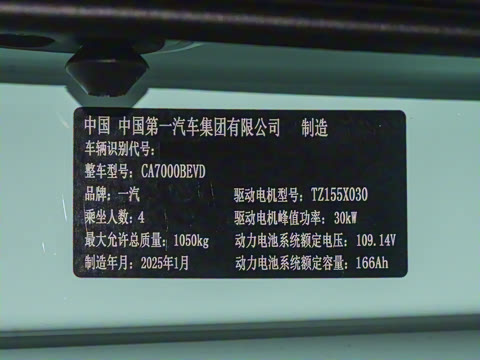 中国 中国第一汽车集团有限公司 制造
车辆识别代号：
整车型号：CA7000BEVD
品牌：一汽 驱动电机型号：TZ155X030
乘坐人数：4 驱动电机峰值功率：30kW
最大允许总质量：1050kg 动力电池系统额定电压：109.14V
制造年月：2025年1月 动力电池系统额定容量：166Ah